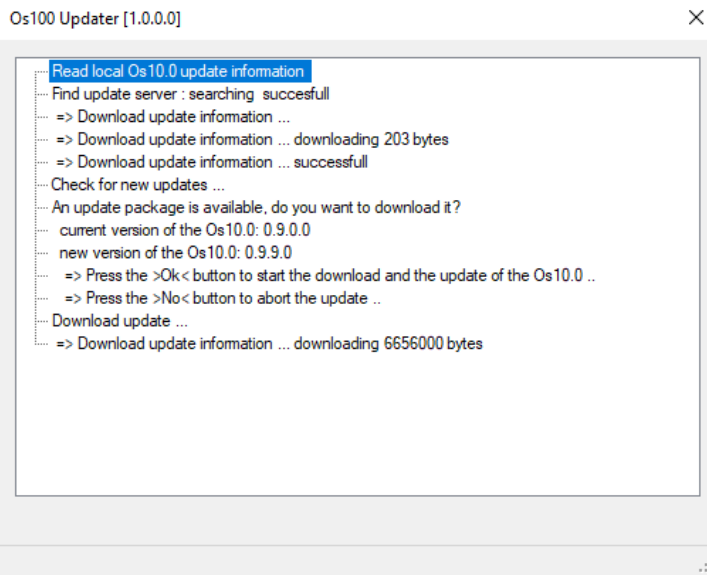 Os100 Updater [1.0.0.0]
Read local Os10.0 update information
Find update server : searching succesfull
=> Download update information ...
=> Download update information ... downloading 203 bytes
=> Download update information ... successfull
Check for new updates ...
An update package is available, do you want to download it?
current version of the Os10.0: 0.9.0.0
new version of the Os10.0: 0.9.9.0
=> Press the >Ok< button to start the download and the update of the Os10.0 ..
=> Press the >No< button to abort the update ..
Download update ...
=> Download update information ... downloading 6656000 bytes